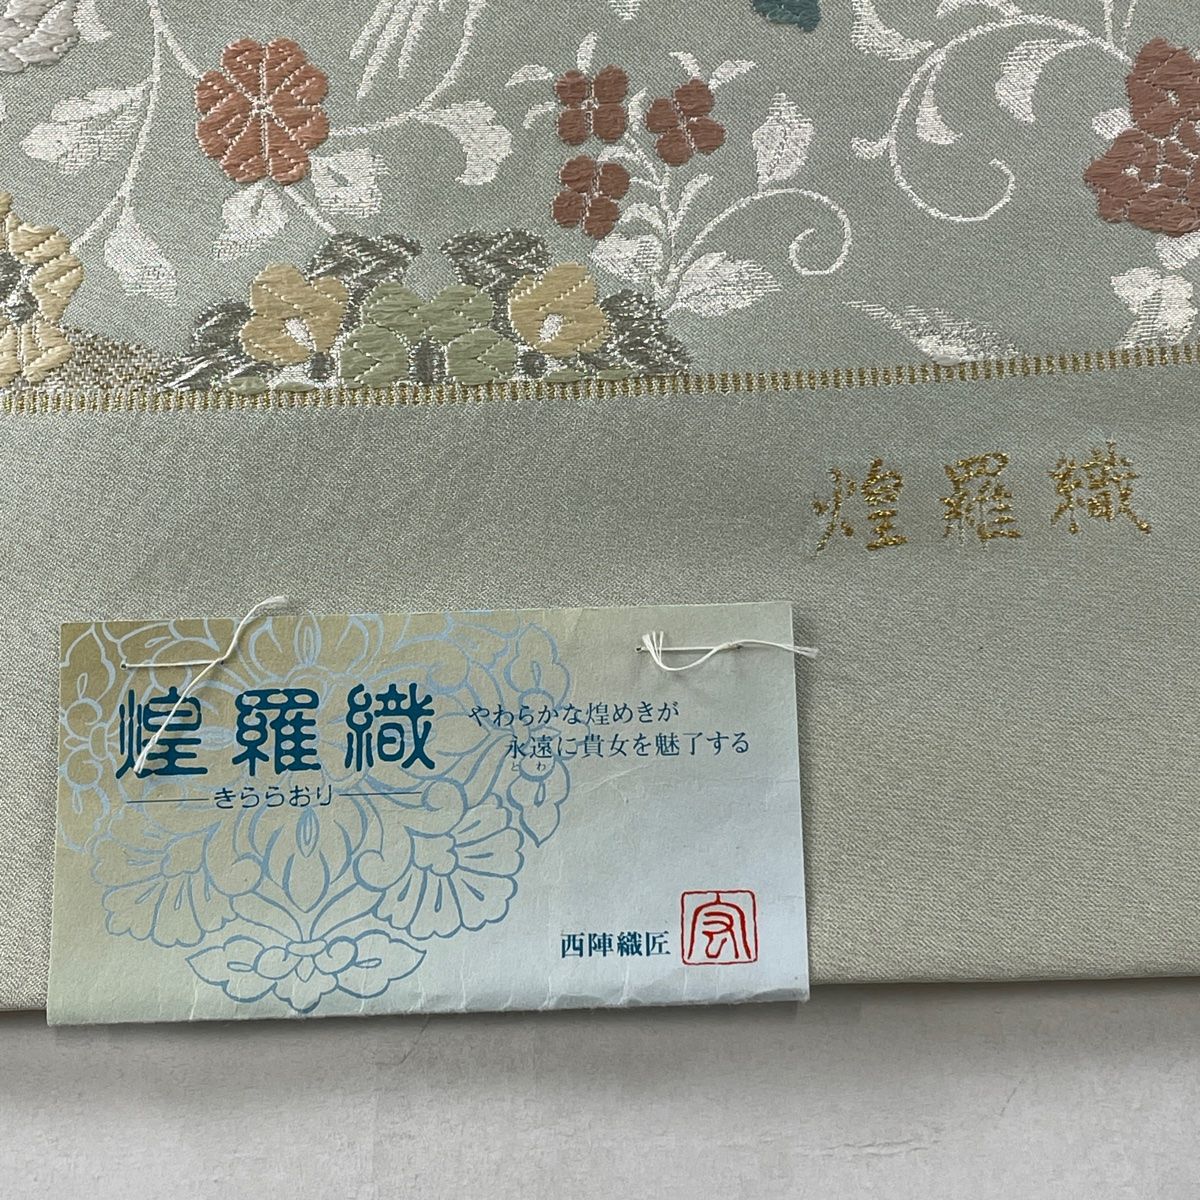 煌羅織
煌羅織
きららおり
やわらかな煌めきが
永遠に貴女を魅了する
とわ
西陣織匠